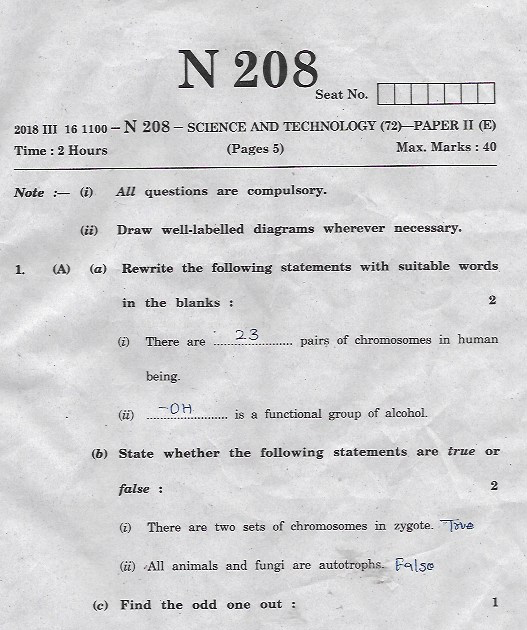 N 208
Seat No.
2018 III 16 1100 – N 208 – SCIENCE AND TECHNOLOGY (72)—PAPER II (E)
Time : 2 Hours (Pages 5) Max. Marks : 40
Note :— (i) All questions are compulsory.
(ii) Draw well-labelled diagrams wherever necessary.
1. (A) (a) Rewrite the following statements with suitable words
in the blanks : 2
(i) There are ......23...... pairs of chromosomes in human
being.
(ii) ...–OH... is a functional group of alcohol.
(b) State whether the following statements are true or
false : 2
(i) There are two sets of chromosomes in zygote. True
(ii) All animals and fungi are autotrophs. False
(c) Find the odd one out : 1